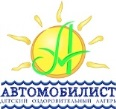 АВТОМОБИЛИСТ
ДЕТСКИЙ ОЗДОРОВИТЕЛЬНЫЙ ЛАГЕРЬ